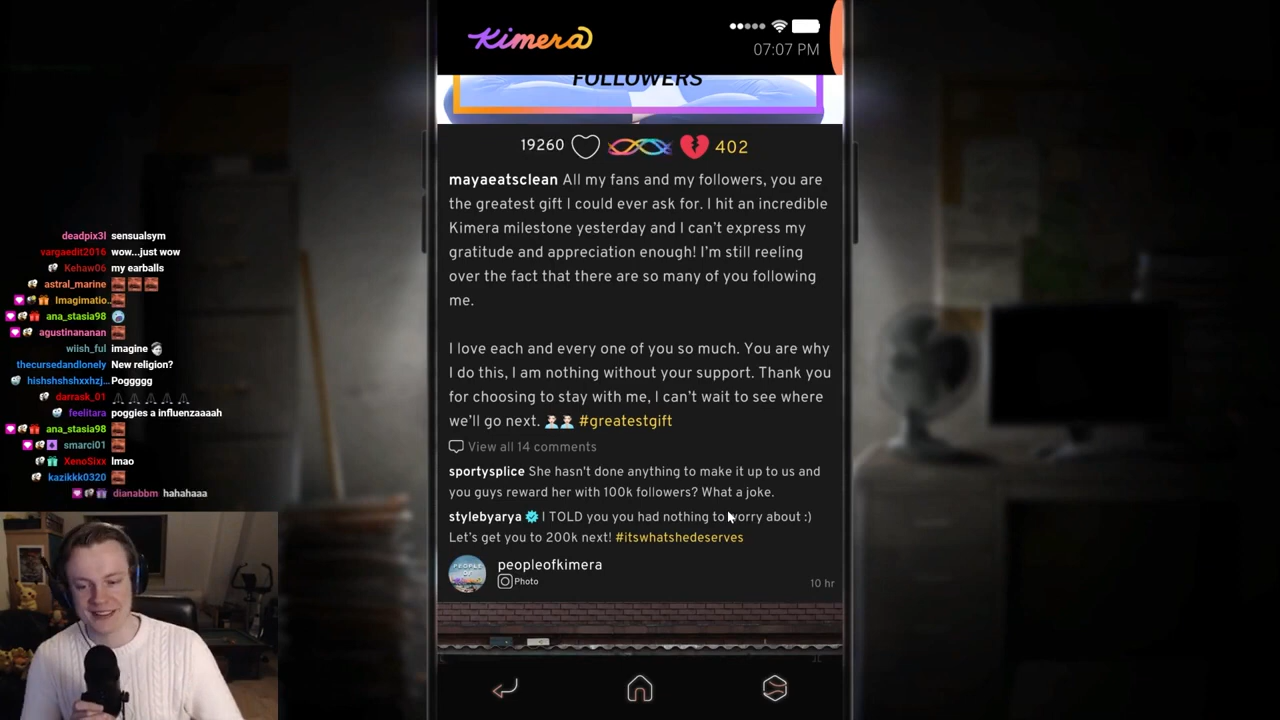 Kimera
07:07 PM
FOLLOWERS
19260
402
mayaeatsclean All my fans and my followers, you are
the greatest gift I could ever ask for. I hit an incredible
Kimera milestone yesterday and I can't express my
gratitude and appreciation enough! I'm still reeling
over the fact that there are so many of you following
me.
I love each and every one of you so much. You are why
I do this, I am nothing without your support. Thank you
for choosing to stay with me, I can't wait to see where
we'll go next. #greatestgift
View all 14 comments
sportysplice She hasn't done anything to make it up to us and
you guys reward her with 100k followers? What a joke.
stylebyarya I TOLD you you had nothing to worry about :)
Let's get you to 200k next! #itswhatshedeserves
peopleofkimera
Photo
10 hr
deadpix3l sensualsym
vargaedit2016 wow...just wow
Kehaw06 my earballs
astral_marine
Imaginatio..
ana_stasia98
agustinananan
wiish_ful imagine
thecursedandlonely New religion?
hishshshshxxhzj... Poggggg
darrask_01
feelitara poggies a influenzaaaah
ana_stasia98
smarci01
XenoSixx lmao
kazikkk0320
dianabbm hahahaaa